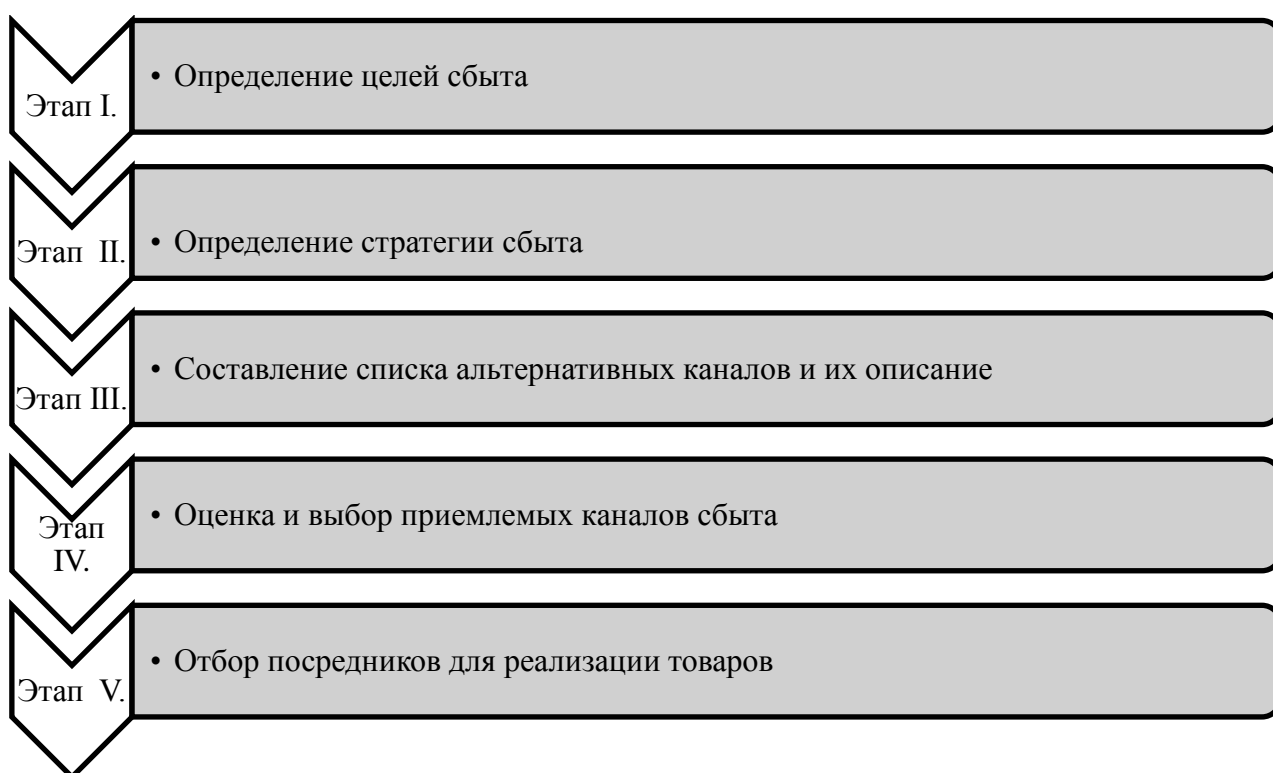 Этап I.
• Определение целей сбыта
Этап II.
• Определение стратегии сбыта
Этап III.
• Составление списка альтернативных каналов и их описание
Этап
IV.
• Оценка и выбор приемлемых каналов сбыта
Этап V.
• Отбор посредников для реализации товаров